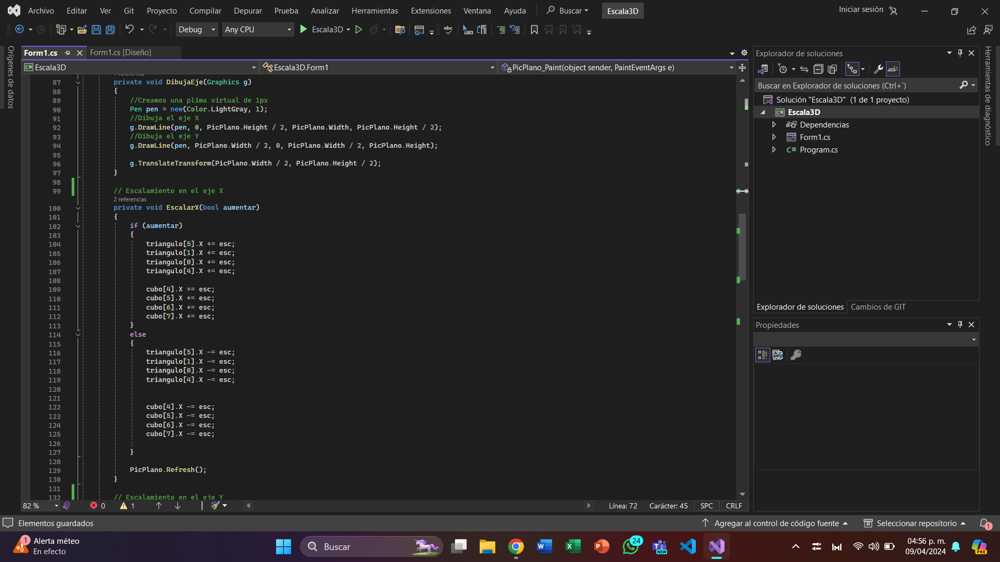 Archivo Editar Ver Git Proyecto Compilar Depurar Prueba Analizar Herramientas Extensiones Ventana Ayuda Buscar Escala3D Iniciar sesión
Debug Any CPU Escala3D
Orígenes de datos
Form1.cs Form1.cs [Diseño]
Escala3D Escala3D.Form1 PicPlano_Paint(object sender, PaintEventArgs e)
87 private void DibujaEje(Graphics g)
88 {
89 //Creamos una plima virtual de 1px
90 Pen pen = new(Color.LightGray, 1);
91 //Dibuja el eje X
92 g.DrawLine(pen, 0, PicPlano.Height / 2, PicPlano.Width, PicPlano.Height / 2);
93 //Dibuja el eje Y
94 g.DrawLine(pen, PicPlano.Width / 2, 0, PicPlano.Width / 2, PicPlano.Height);
95
96 g.TranslateTransform(PicPlano.Width / 2, PicPlano.Height / 2);
97 }
98
99 // Escalamiento en el eje X
2 referencias
100 private void EscalarX(bool aumentar)
101 {
102 if (aumentar)
103 {
104 triangulo[5].X += esc;
105 triangulo[1].X += esc;
106 triangulo[0].X += esc;
107 triangulo[4].X += esc;
108
109 cubo[4].X += esc;
110 cubo[5].X += esc;
111 cubo[6].X += esc;
112 cubo[7].X += esc;
113 }
114 else
115 {
116 triangulo[5].X -= esc;
117 triangulo[1].X -= esc;
118 triangulo[0].X -= esc;
119 triangulo[4].X -= esc;
120
121
122 cubo[4].X -= esc;
123 cubo[5].X -= esc;
124 cubo[6].X -= esc;
125 cubo[7].X -= esc;
126
127 }
128
129 PicPlano.Refresh();
130 }
131
132 // Escalamiento en el eje Y
82 % 0 1 Línea: 72 Carácter: 45 SPC CRLF
Explorador de soluciones
Buscar en Explorador de soluciones (Ctrl+´)
Solución "Escala3D" (1 de 1 proyecto)
Escala3D
Dependencias
Form1.cs
Program.cs
Explorador de soluciones Cambios de GIT
Propiedades
Herramientas de diagnóstico
Elementos guardados Agregar al control de código fuente Seleccionar repositorio 1
1 Alerta méteo
En efecto
Buscar
24
NEW
04:56 p. m.
09/04/2024
PRE